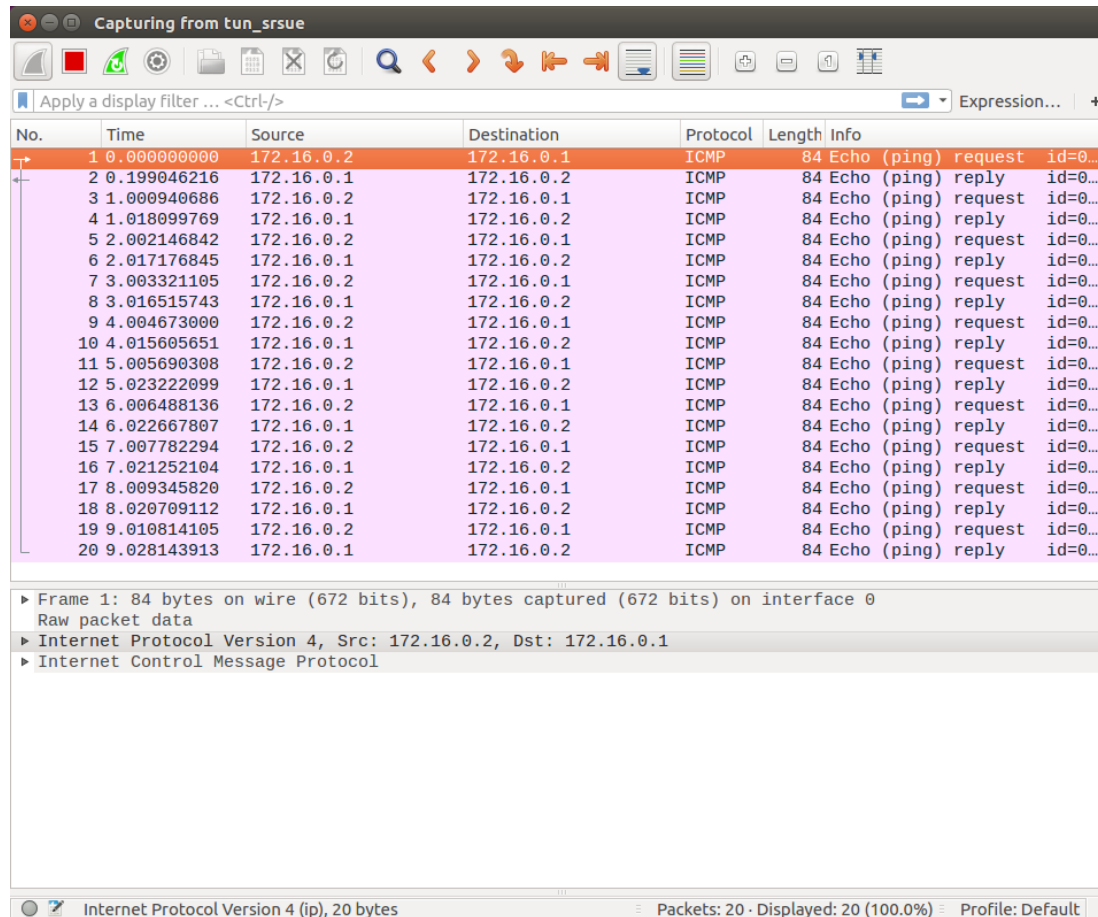 Capturing from tun_srsue
Apply a display filter … <Ctrl-/> Expression… +
No. Time Source Destination Protocol Length Info
1 0.000000000 172.16.0.2 172.16.0.1 ICMP 84 Echo (ping) request id=0…
2 0.199046216 172.16.0.1 172.16.0.2 ICMP 84 Echo (ping) reply id=0…
3 1.000940686 172.16.0.2 172.16.0.1 ICMP 84 Echo (ping) request id=0…
4 1.018099769 172.16.0.1 172.16.0.2 ICMP 84 Echo (ping) reply id=0…
5 2.002146842 172.16.0.2 172.16.0.1 ICMP 84 Echo (ping) request id=0…
6 2.017176845 172.16.0.1 172.16.0.2 ICMP 84 Echo (ping) reply id=0…
7 3.003321105 172.16.0.2 172.16.0.1 ICMP 84 Echo (ping) request id=0…
8 3.016515743 172.16.0.1 172.16.0.2 ICMP 84 Echo (ping) reply id=0…
9 4.004673000 172.16.0.2 172.16.0.1 ICMP 84 Echo (ping) request id=0…
10 4.015605651 172.16.0.1 172.16.0.2 ICMP 84 Echo (ping) reply id=0…
11 5.005690308 172.16.0.2 172.16.0.1 ICMP 84 Echo (ping) request id=0…
12 5.023222099 172.16.0.1 172.16.0.2 ICMP 84 Echo (ping) reply id=0…
13 6.006488136 172.16.0.2 172.16.0.1 ICMP 84 Echo (ping) request id=0…
14 6.022667807 172.16.0.1 172.16.0.2 ICMP 84 Echo (ping) reply id=0…
15 7.007782294 172.16.0.2 172.16.0.1 ICMP 84 Echo (ping) request id=0…
16 7.021252104 172.16.0.1 172.16.0.2 ICMP 84 Echo (ping) reply id=0…
17 8.009345820 172.16.0.2 172.16.0.1 ICMP 84 Echo (ping) request id=0…
18 8.020709112 172.16.0.1 172.16.0.2 ICMP 84 Echo (ping) reply id=0…
19 9.010814105 172.16.0.2 172.16.0.1 ICMP 84 Echo (ping) request id=0…
20 9.028143913 172.16.0.1 172.16.0.2 ICMP 84 Echo (ping) reply id=0…
Frame 1: 84 bytes on wire (672 bits), 84 bytes captured (672 bits) on interface 0
Raw packet data
Internet Protocol Version 4, Src: 172.16.0.2, Dst: 172.16.0.1
Internet Control Message Protocol
Internet Protocol Version 4 (ip), 20 bytes Packets: 20 · Displayed: 20 (100.0%) Profile: Default